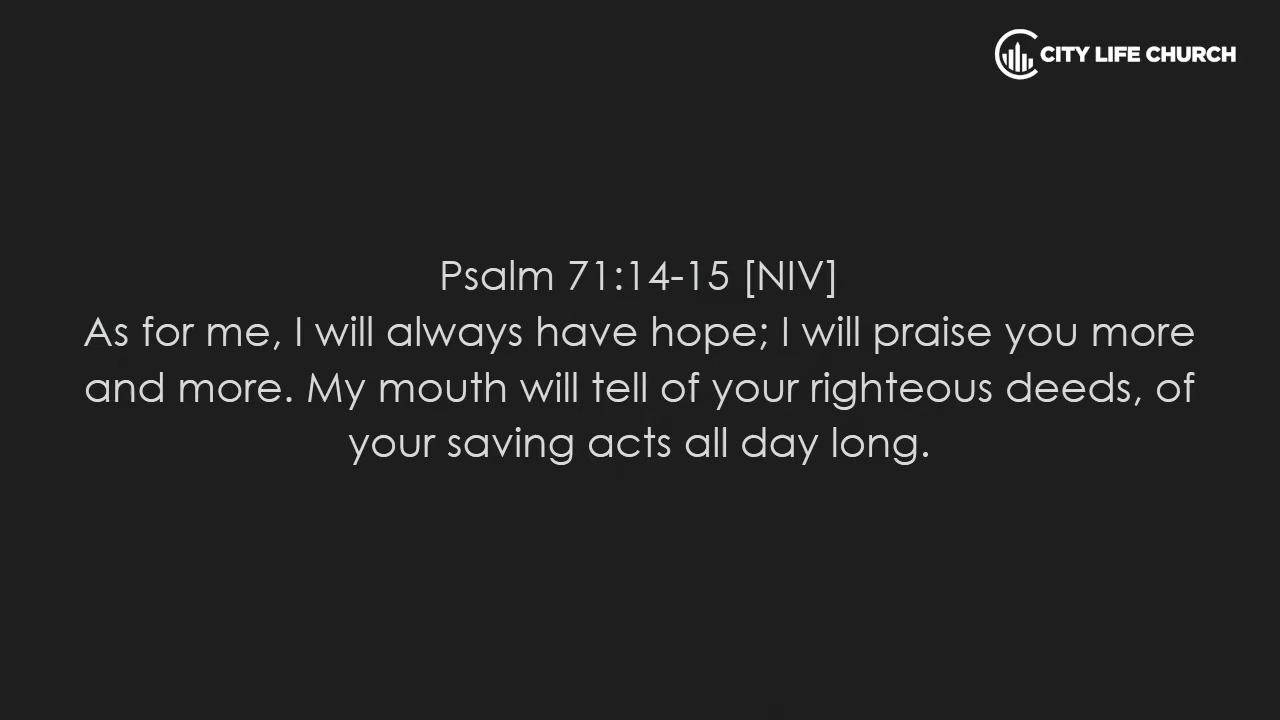 CITY LIFE CHURCH
Psalm 71:14-15 [NIV]
As for me, I will always have hope; I will praise you more
and more. My mouth will tell of your righteous deeds, of
your saving acts all day long.